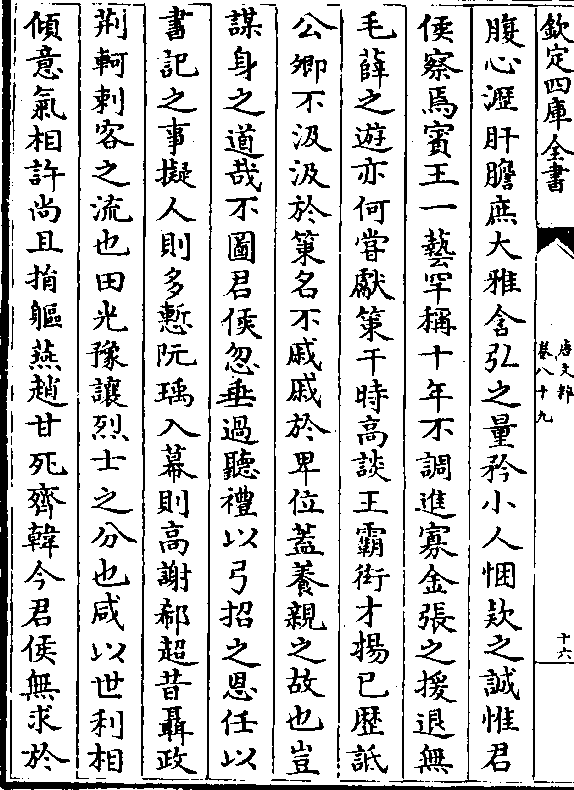 欽定四庫全書
唐文粹
卷八十九
十六
腹心瀝肝膽庶大雅含弘之量矜小人悃欵之誠惟君
侯察焉賓王一藝罕稱十年不調進寡金張之援退無
毛薛之遊亦何嘗獻策干時高談王霸衒才揚已歴詆
公卿不汲汲於策名不戚戚於卑位蓋養親之故也豈
謀身之道哉不圖君侯忽垂過聽禮以弓招之恩任以
書記之事擬人則多慙阮瑀入幕則高謝郗超昔聶政
荆軻刺客之流也田光豫讓烈士之分也咸以世利相
傾意氣相許尚且捐軀燕趙甘死齊韓今君侯無求於